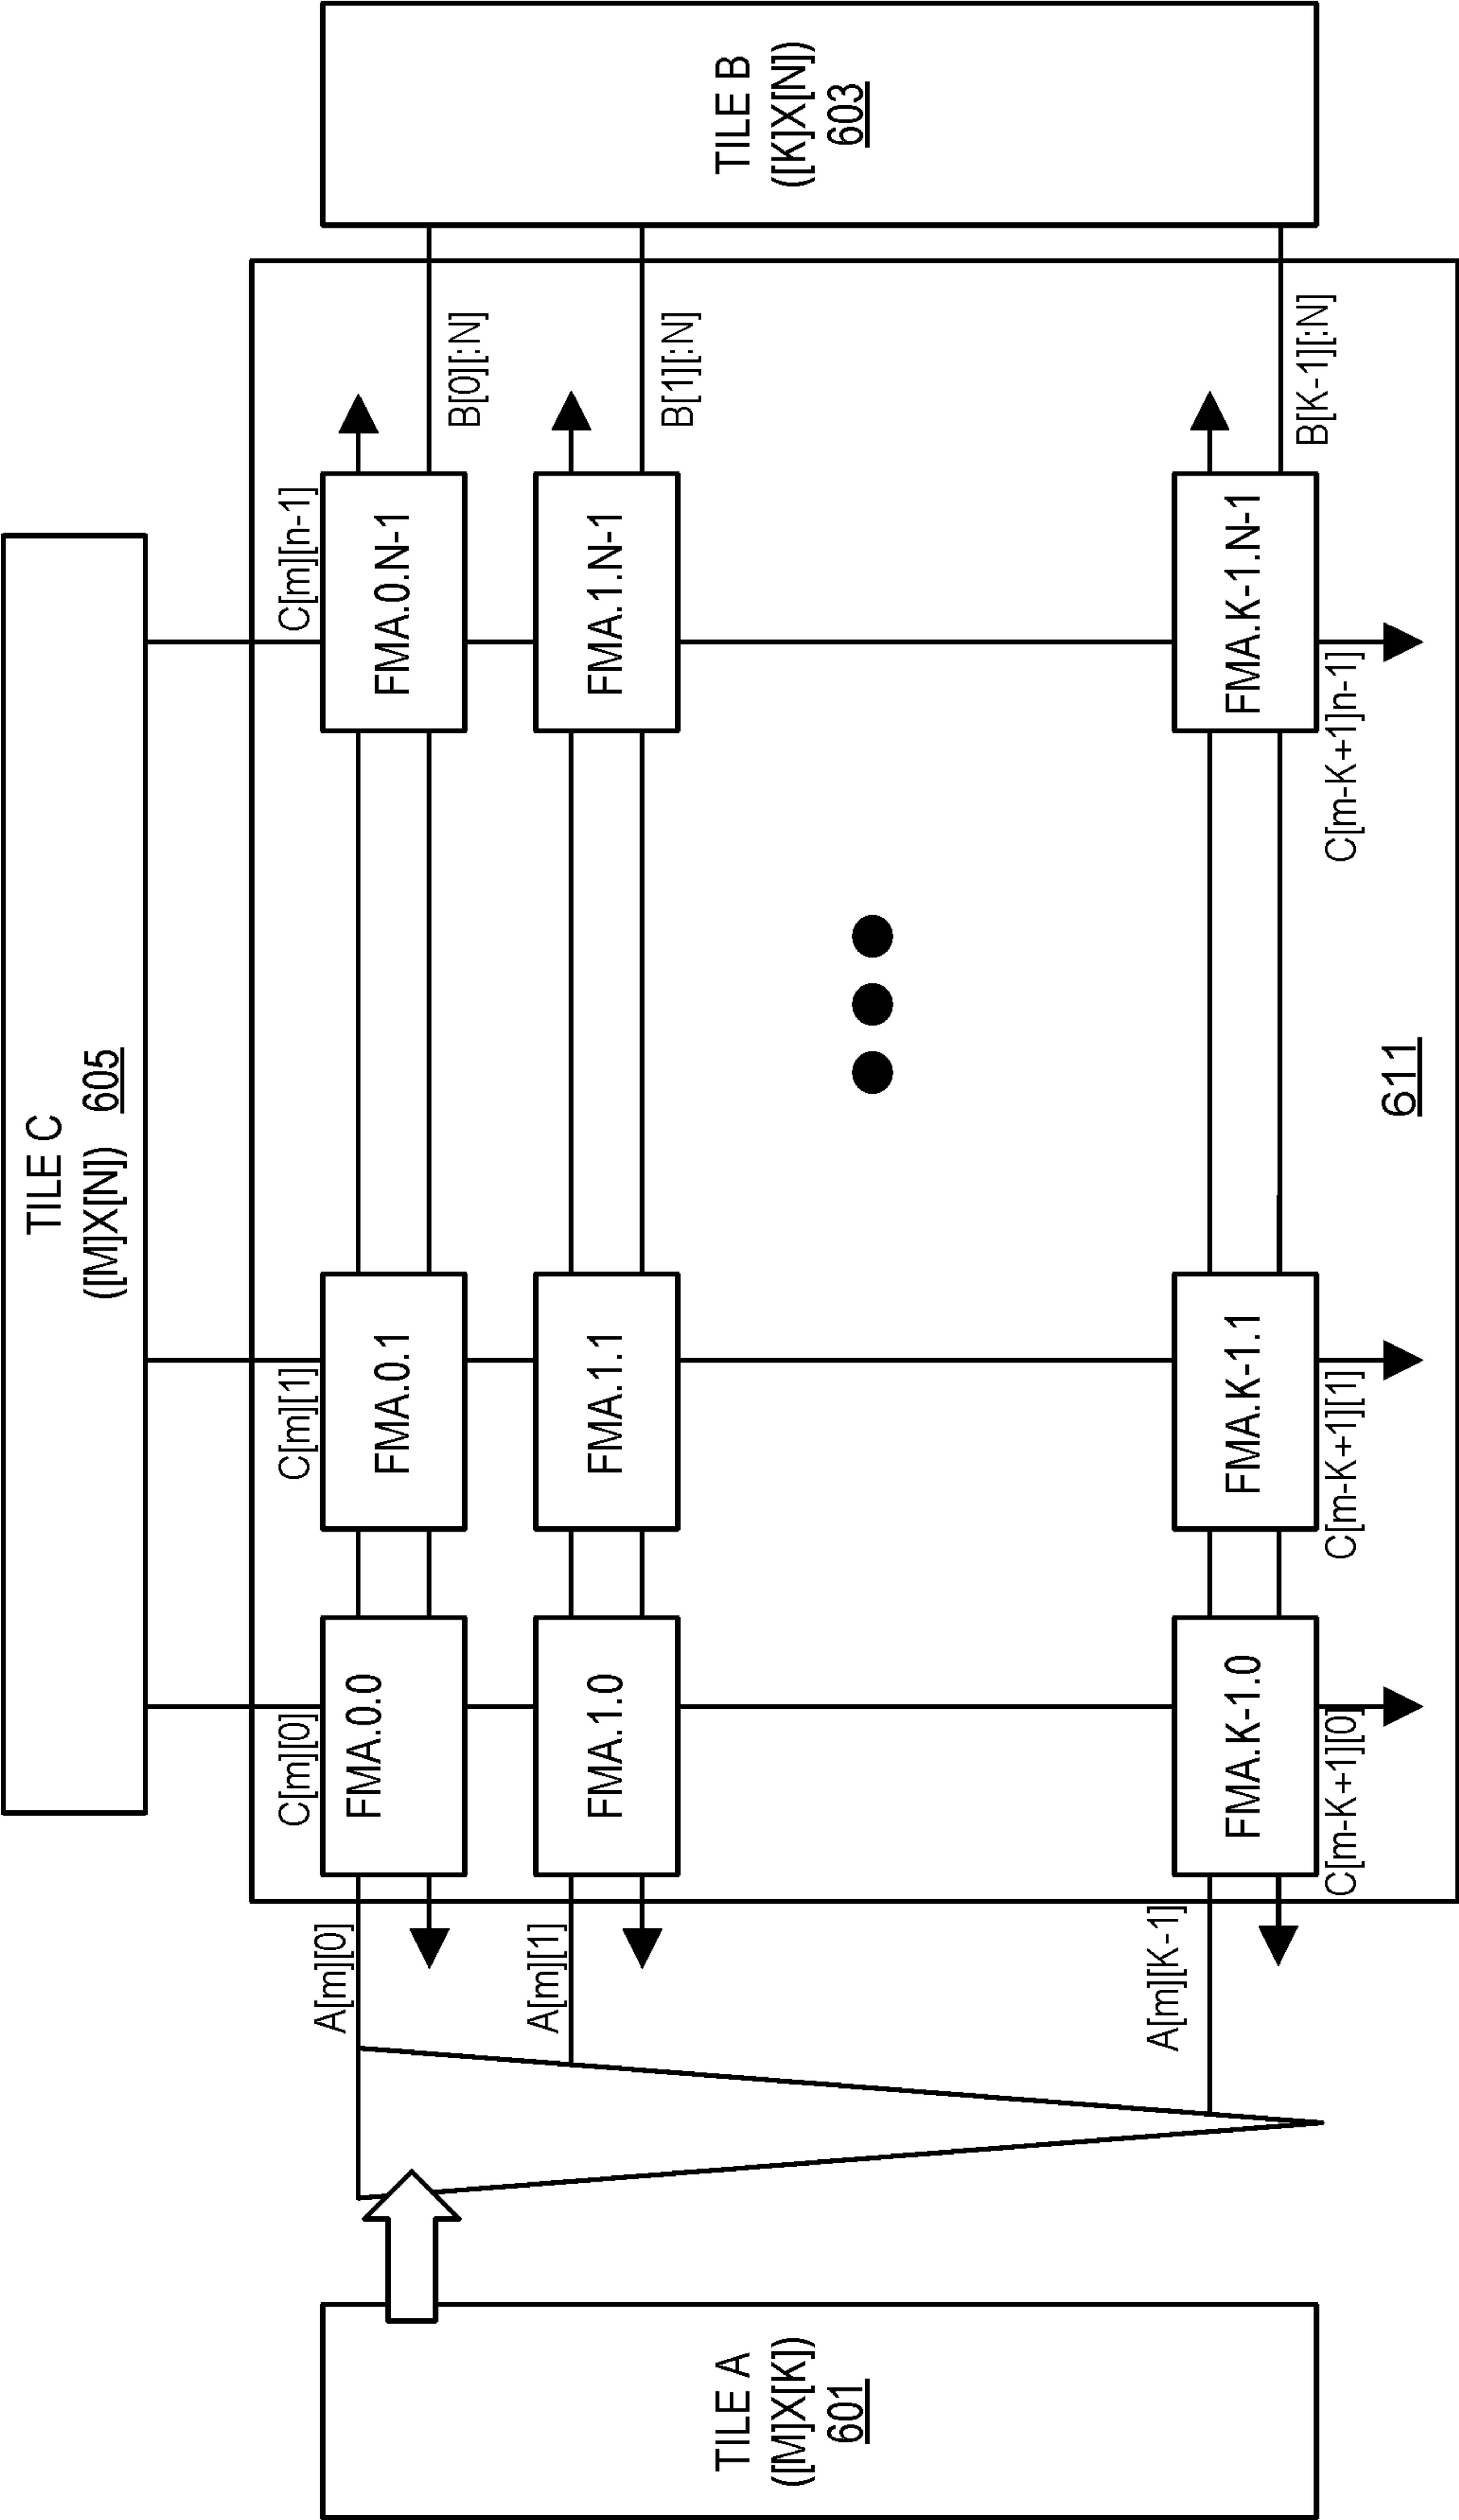 TILE C
([M]X[N]) 605
C[m][0]
C[m][1]
C[m][n-1]
A[m][0]
FMA.0.0
FMA.0.1
FMA.0.N-1
B[0][:N]
A[m][1]
FMA.1.0
FMA.1.1
FMA.1.N-1
B[1][:N]
TILE A
([M]X[K])
601
TILE B
([K]X[N])
603
A[m][K-1]
FMA.K-1.0
FMA.K-1.1
FMA.K-1.N-1
B[K-1][:N]
C[m-K+1][0]
C[m-K+1][1]
C[m-K+1]n-1]
611